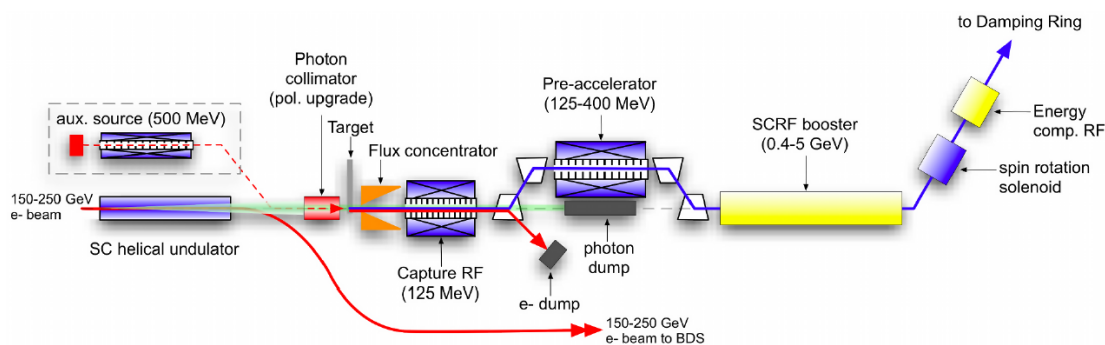 to Damping Ring
Photon
collimator
(pol. upgrade)
Pre-accelerator
(125-400 MeV)
aux. source (500 MeV)
Target
Flux concentrator
SCRF booster
(0.4-5 GeV)
Energy
comp. RF
spin rotation
solenoid
150-250 GeV
e- beam
SC helical undulator
Capture RF
(125 MeV)
photon
dump
e- dump
150-250 GeV
e- beam to BDS